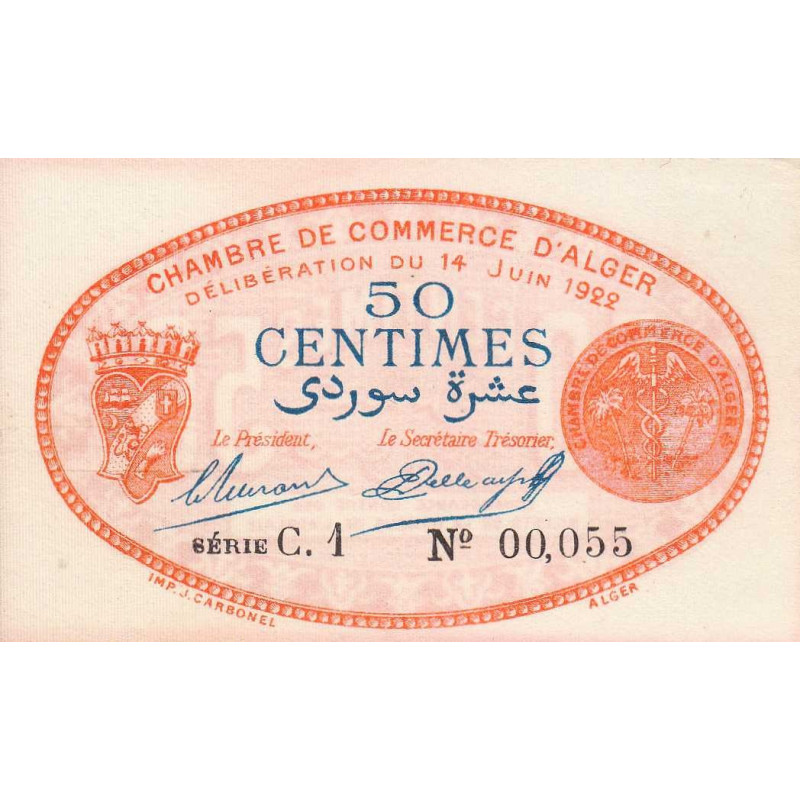 CHAMBRE DE COMMERCE D'ALGER
DÉLIBÉRATION DU 14 JUIN 1922
50
CENTIMES
عشرة سوردي
CHAMBRE DE COMMERCE D'ALGER
Le Président,
Le Secrétaire Trésorier,
SÉRIE C. 1 Nº 00,055
IMP. J. CARBONEL
ALGER